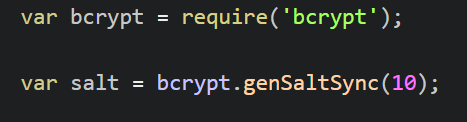 var bcrypt = require('bcrypt');
var salt = bcrypt.genSaltSync(10);